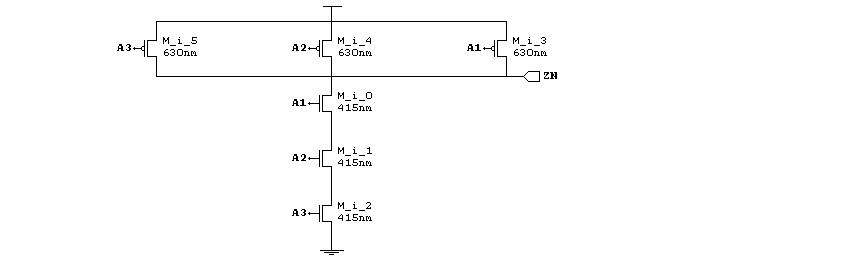 A3 M_i_5 A2 M_i_4 A1 M_i_3
630nm 630nm 630nm
ZN
A1 M_i_0
415nm
A2 M_i_1
415nm
A3 M_i_2
415nm